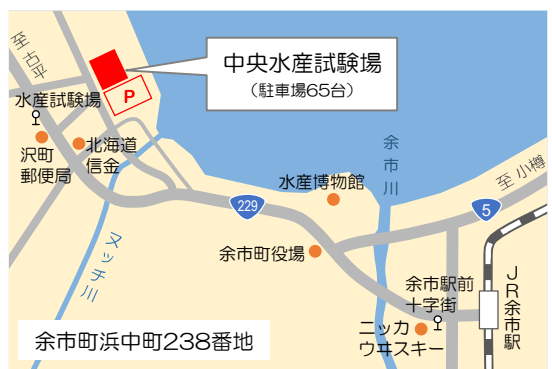 至古平
中央水産試験場
（駐車場65台）
P
水産試験場
沢町
郵便局
北海道
信金
229
水産博物館
余市川
至小樽
5
ヌッチ川
余市町役場
余市駅前
十字街
JR余市駅
ニッカ
ウヰスキー
余市町浜中町238番地